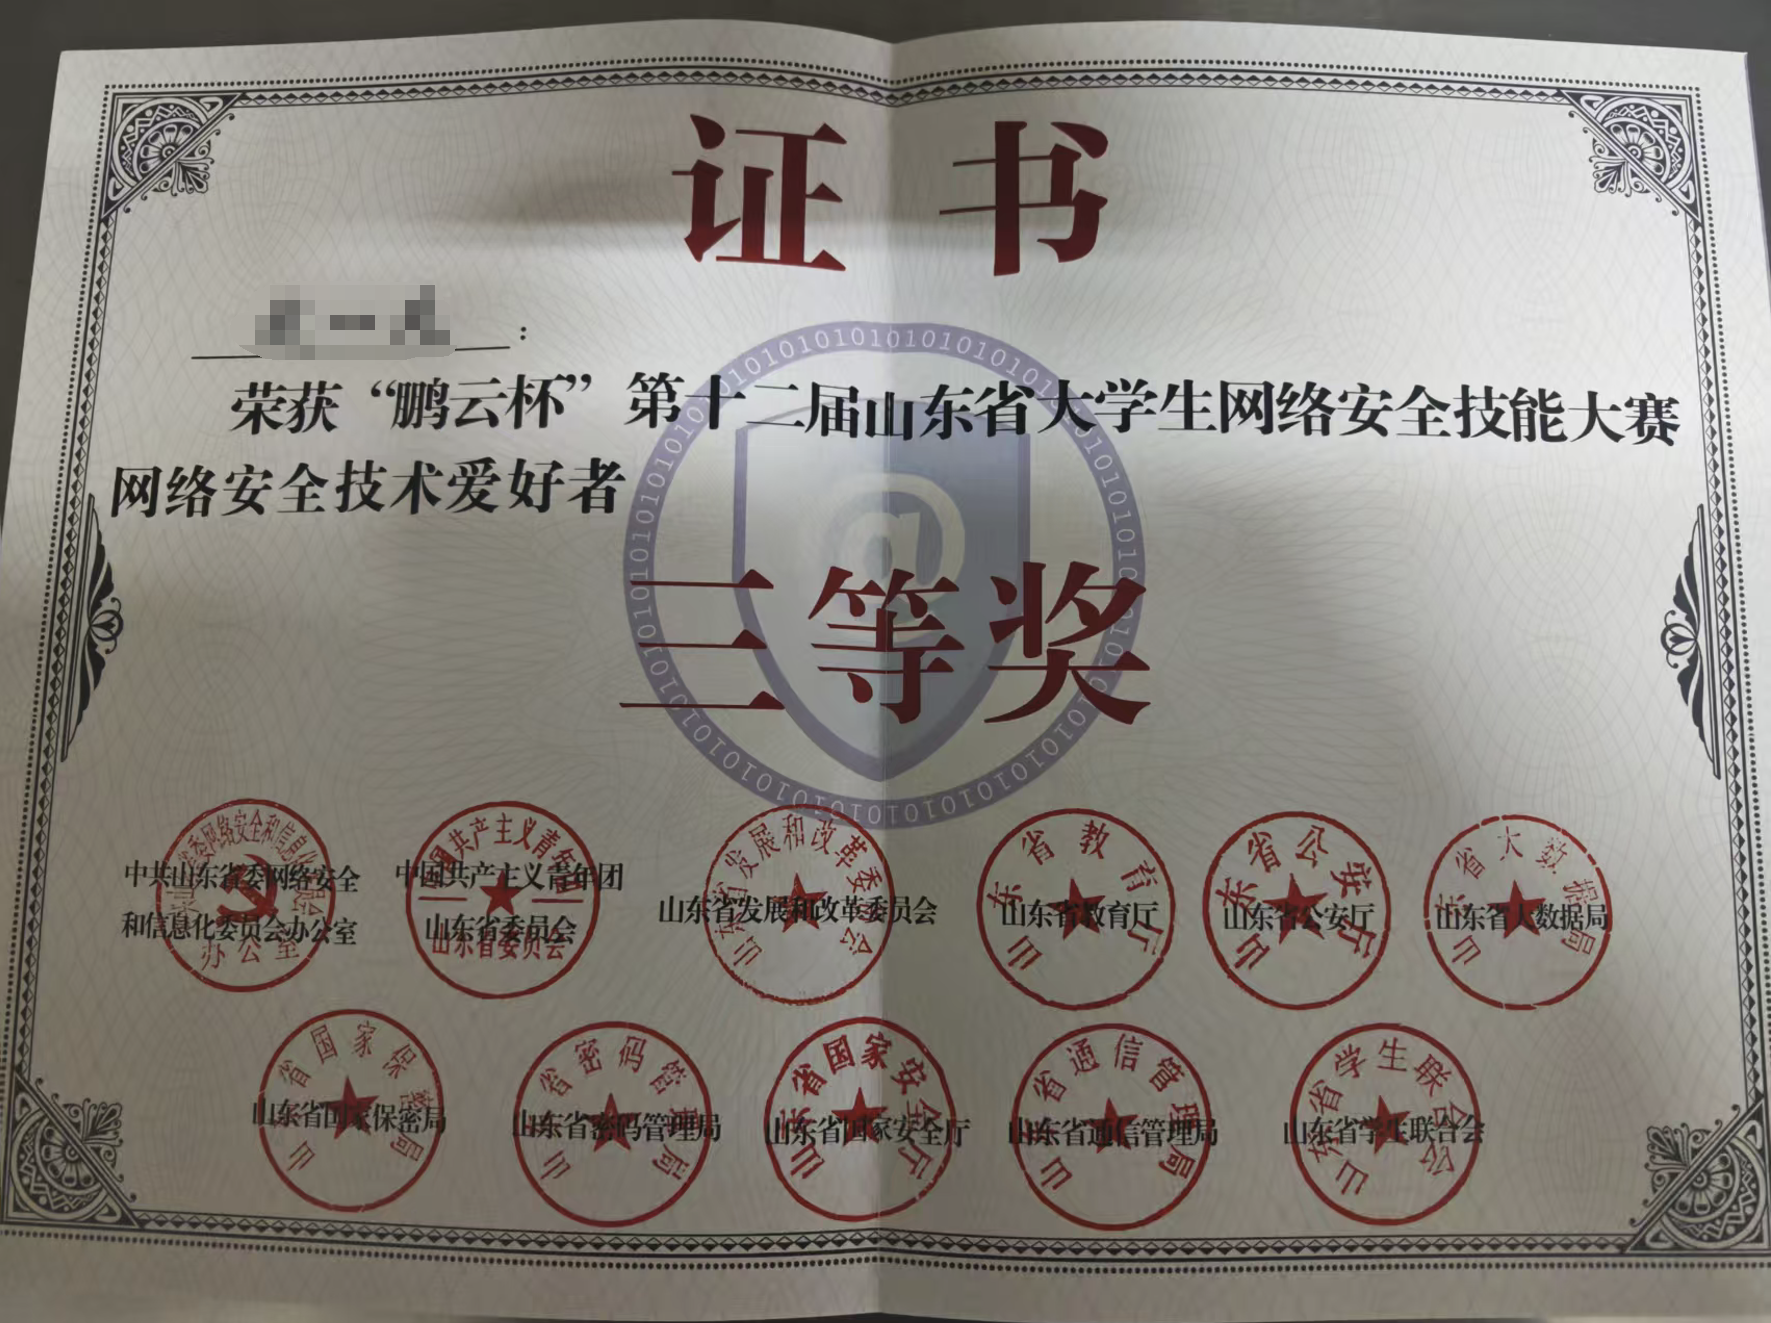 证书
：
荣获“鹏云杯”第十二届山东省大学生网络安全技能大赛
网络安全技术爱好者
三等奖
中共山东省委网络安全
和信息化委员会办公室
中国共产主义青年团
山东省委员会
山东省发展和改革委员会
山东省教育厅
山东省公安厅
山东省大数据局
山东省国家保密局
山东省密码管理局
山东省国家安全厅
山东省通信管理局
山东省学生联合会